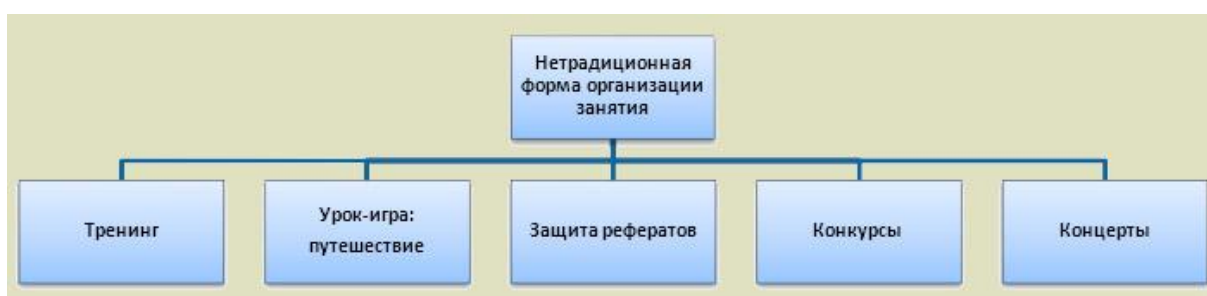 Нетрадиционная
форма организации
занятия
Тренинг
Урок-игра:
путешествие
Защита рефератов
Конкурсы
Концерты